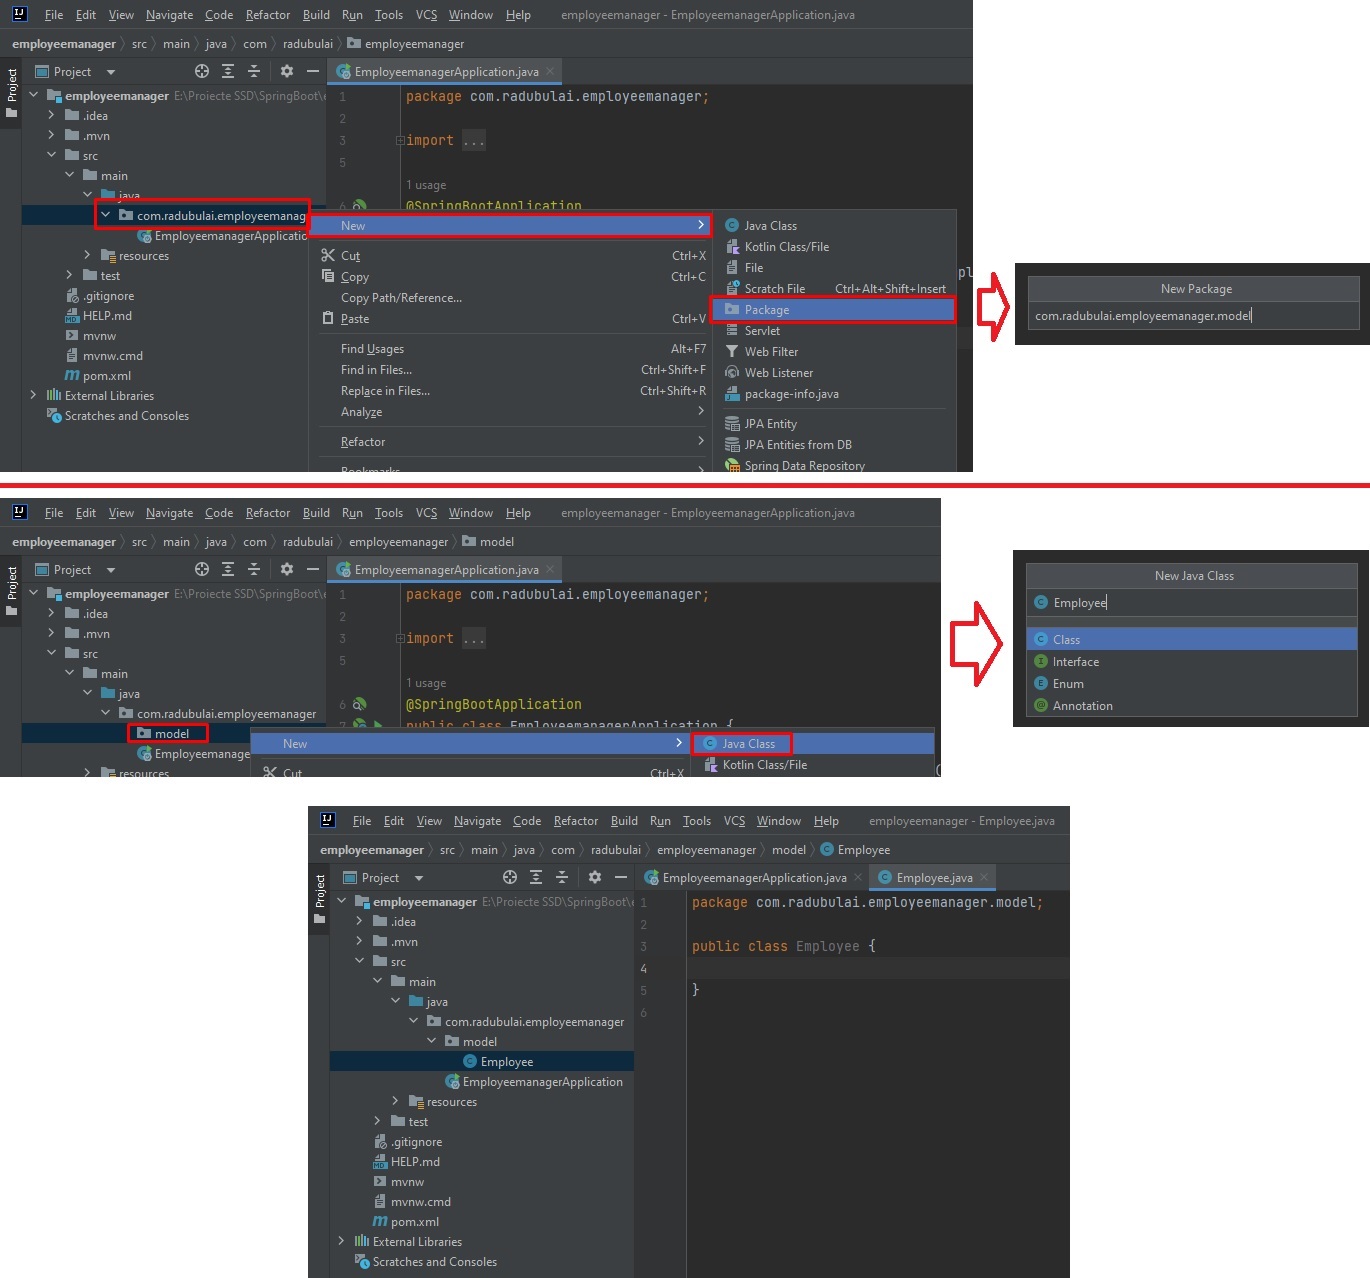 IJ File Edit View Navigate Code Refactor Build Run Tools VCS Window Help employeemanager - EmployeemanagerApplication.java
employeemanager src main java com radubulai employeemanager
Project
Project
EmployeemanagerApplication.java
employeemanager E:\Proiecte SSD\SpringBoot\e
.idea
.mvn
src
main
java
com.radubulai.employeemanag
EmployeemanagerApplicatio
resources
test
.gitignore
HELP.md
mvnw
mvnw.cmd
pom.xml
External Libraries
Scratches and Consoles
1 package com.radubulai.employeemanager;
2
3 import ...
5
1 usage
6 @SpringBootApplication
New
Cut Ctrl+X
Copy Ctrl+C
Copy Path/Reference...
Paste Ctrl+V
Find Usages Alt+F7
Find in Files... Ctrl+Shift+F
Replace in Files... Ctrl+Shift+R
Analyze
Refactor
Bookmarks
Java Class
Kotlin Class/File
File
Scratch File Ctrl+Alt+Shift+Insert
Package
Servlet
Web Filter
Web Listener
package-info.java
JPA Entity
JPA Entities from DB
Spring Data Repository
pl
New Package
com.radubulai.employeemanager.model
IJ File Edit View Navigate Code Refactor Build Run Tools VCS Window Help employeemanager - EmployeemanagerApplication.java
employeemanager src main java com radubulai employeemanager model
Project
Project
EmployeemanagerApplication.java
employeemanager E:\Proiecte SSD\SpringBoot\e
.idea
.mvn
src
main
java
com.radubulai.employeemanager
model
Employeemanage
resources
1 package com.radubulai.employeemanager;
2
3 import ...
5
1 usage
6 @SpringBootApplication
7 public class EmployeemanagerApplication {
New
Cut Ctrl+X
Java Class
Kotlin Class/File
(
New Java Class
Employee
Class
Interface
Enum
Annotation
IJ File Edit View Navigate Code Refactor Build Run Tools VCS Window Help employeemanager - Employee.java
employeemanager src main java com radubulai employeemanager model Employee
Project
Project
EmployeemanagerApplication.java Employee.java
employeemanager E:\Proiecte SSD\SpringBoot\e
.idea
.mvn
src
main
java
com.radubulai.employeemanager
model
Employee
EmployeemanagerApplication
resources
test
.gitignore
HELP.md
mvnw
mvnw.cmd
pom.xml
External Libraries
Scratches and Consoles
1 package com.radubulai.employeemanager.model;
2
3 public class Employee {
4
5 }
6